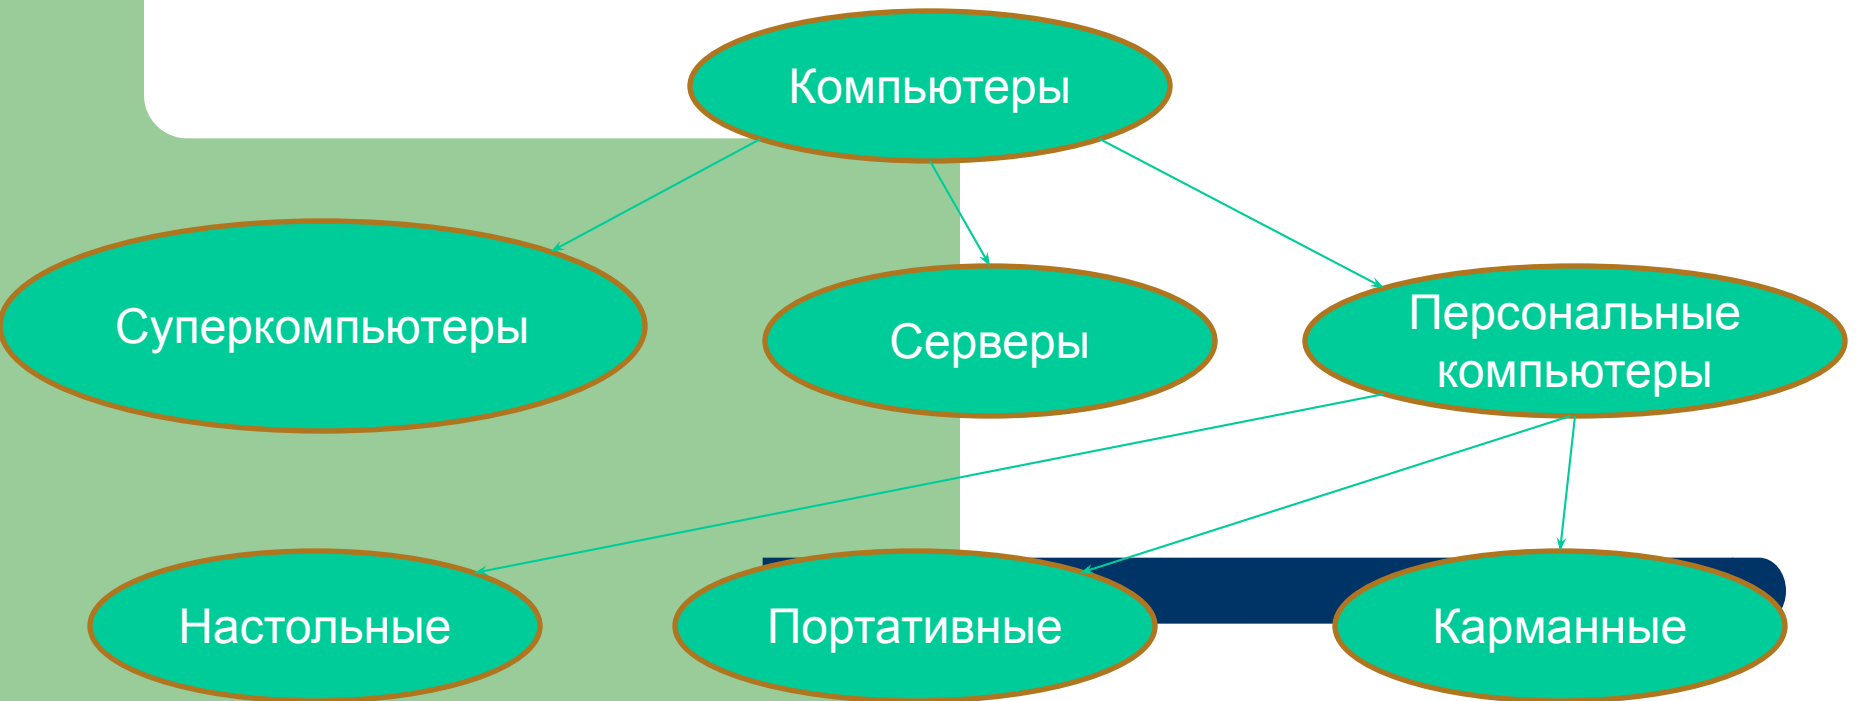 Компьютеры
Суперкомпьютеры
Серверы
Персональные
компьютеры
Настольные
Портативные
Карманные